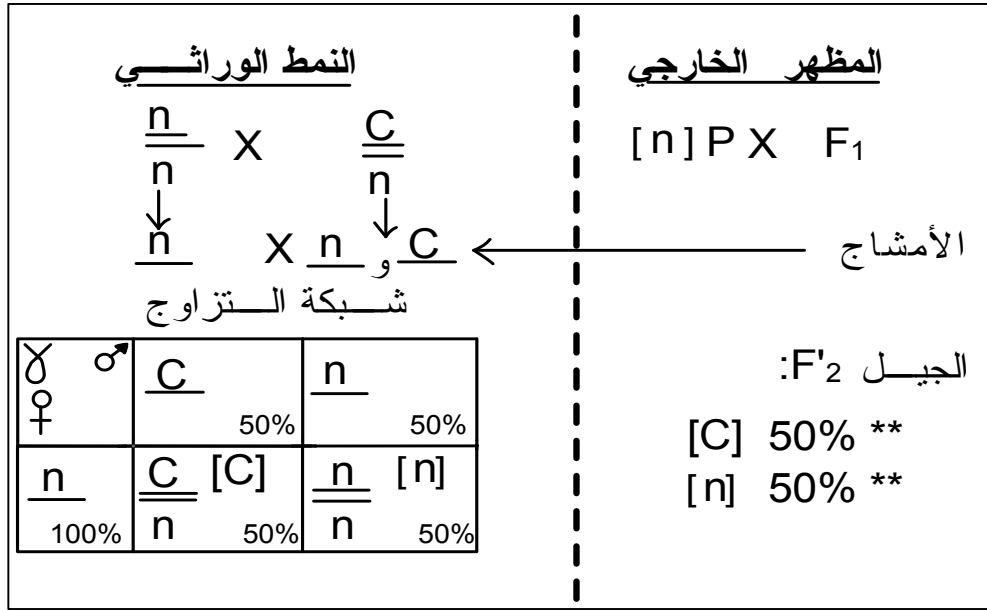 المظهر الخارجي
[n] P X F₁
الأمشاج
الجيل F'₂:
[C] 50% **
[n] 50% **
النمط الوراثي
n X C
n n
n X n و C
شبكة التزاوج
♂ C n
♀ 50% 50%
n C [C] n [n]
100% n 50% n 50%